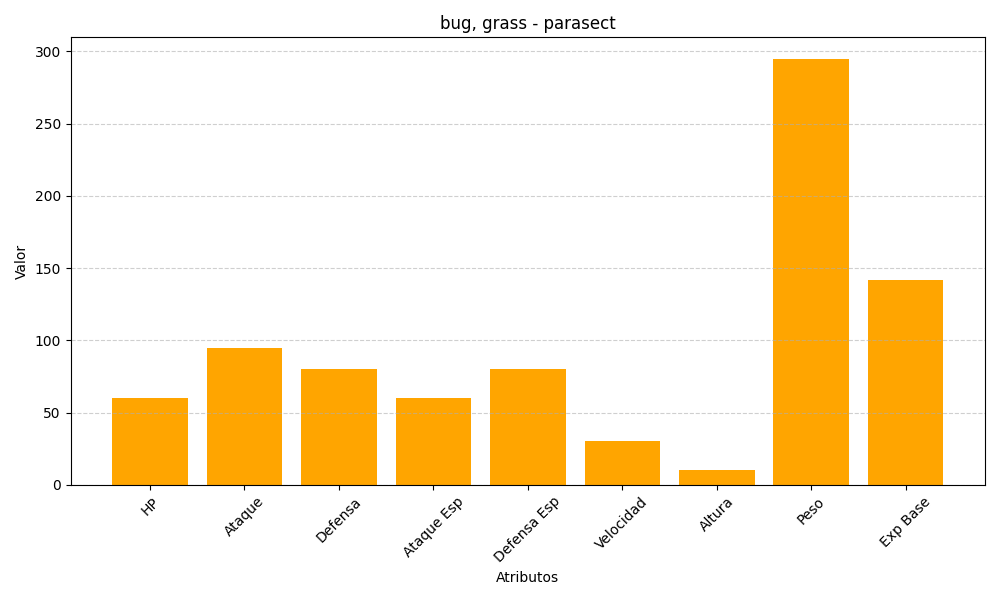 bug, grass - parasect
Valor
300
250
200
150
100
50
0
HP
Ataque
Defensa
Ataque Esp
Defensa Esp
Velocidad
Altura
Peso
Exp Base
Atributos